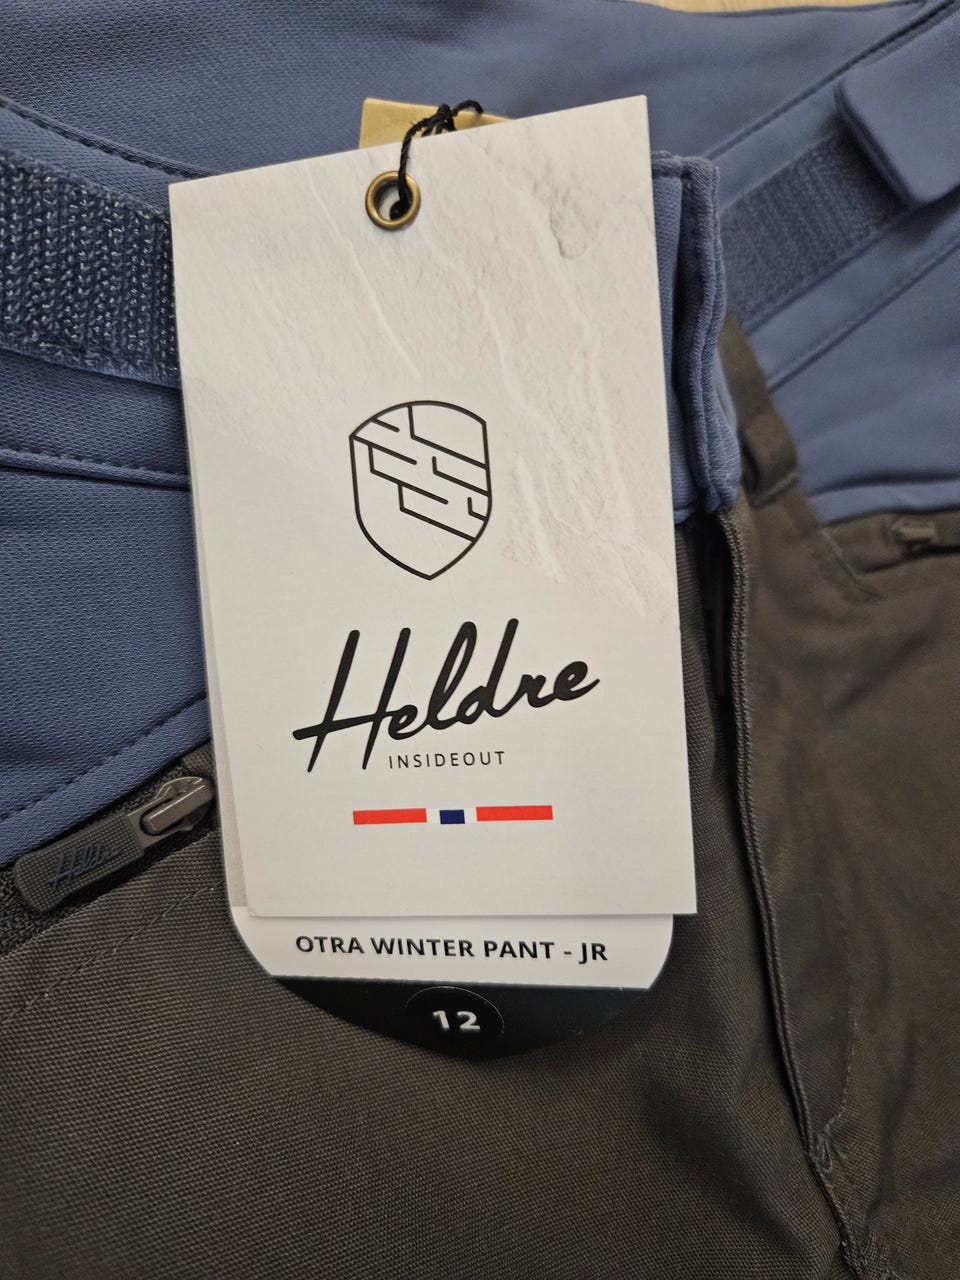 Heldre
INSIDEOUT
Heldre
OTRA WINTER PANT - JR
12